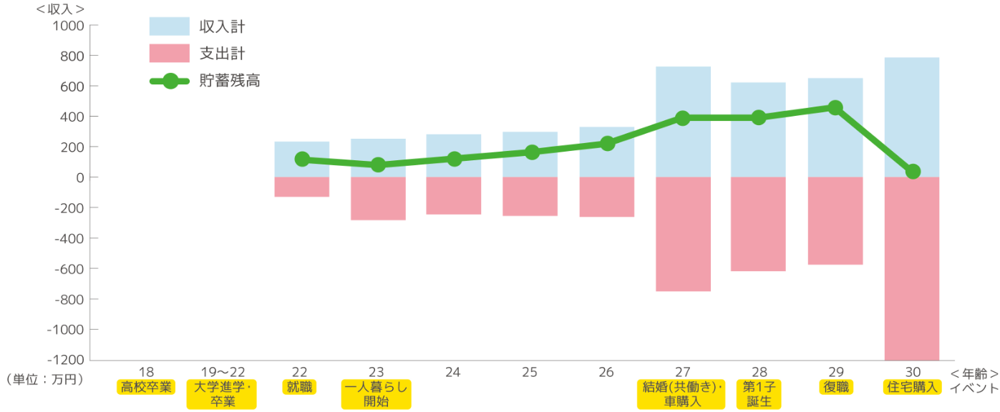 ＜収入＞
1000
800
600
400
200
0
-200
-400
-600
-800
-1000
-1200
（単位：万円）
収入計
支出計
貯蓄残高
18
高校卒業
19〜22
大学進学・
卒業
22
就職
23
一人暮らし
開始
24
25
26
27
結婚(共働き)・
車購入
28
第1子
誕生
29
復職
30
住宅購入
＜年齢＞
イベント